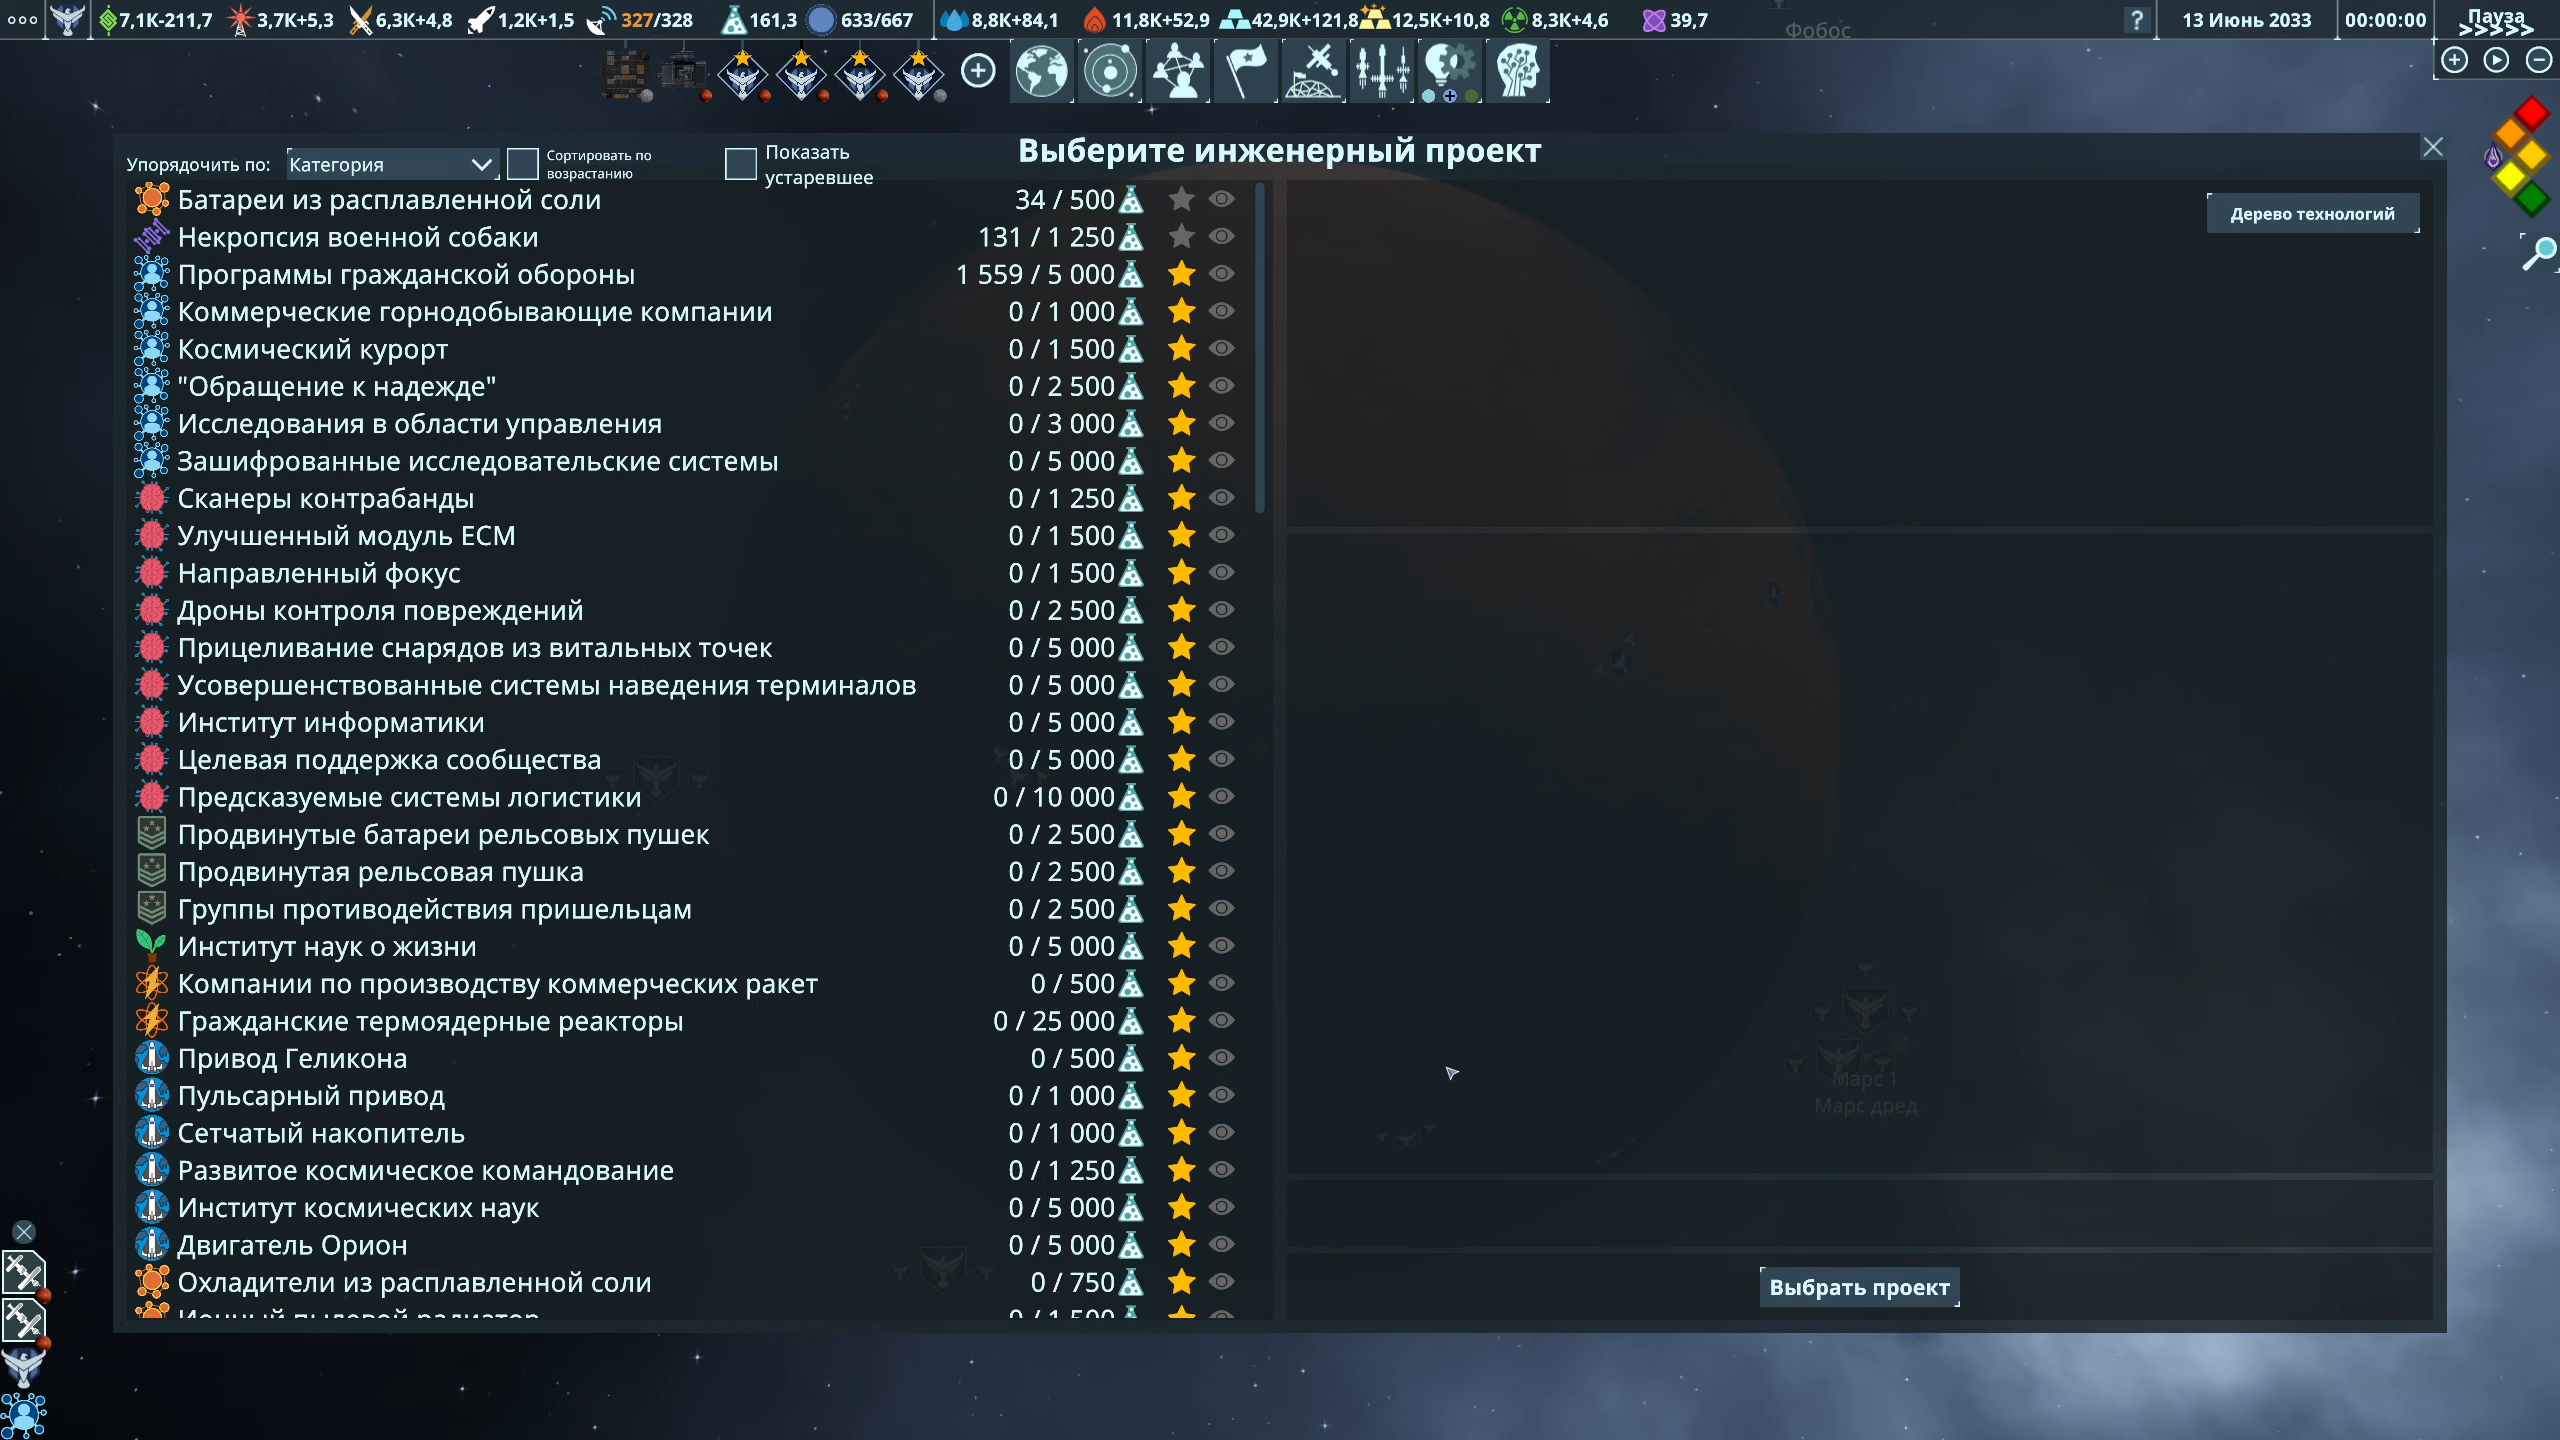 7,1K-211,7 3,7K+5,3 6,3K+4,8 1,2K+1,5 327/328 161,3 633/667 8,8K+84,1 11,8K+52,9 42,9K+121,8 12,5K+10,8 8,3K+4,6 39,7 ? 13 Июнь 2033 00:00:00 Пауза
>>>>>
Фобос
Упорядочить по: Категория Сортировать по возрастанию Показать устаревшее
Выберите инженерный проект
Дерево технологий
Батареи из расплавленной соли 34 / 500
Некропсия военной собаки 131 / 1 250
Программы гражданской обороны 1 559 / 5 000
Коммерческие горнодобывающие компании 0 / 1 000
Космический курорт 0 / 1 500
"Обращение к надежде" 0 / 2 500
Исследования в области управления 0 / 3 000
Зашифрованные исследовательские системы 0 / 5 000
Сканеры контрабанды 0 / 1 250
Улучшенный модуль ECM 0 / 1 500
Направленный фокус 0 / 1 500
Дроны контроля повреждений 0 / 2 500
Прицеливание снарядов из витальных точек 0 / 5 000
Усовершенствованные системы наведения терминалов 0 / 5 000
Институт информатики 0 / 5 000
Целевая поддержка сообщества 0 / 5 000
Предсказуемые системы логистики 0 / 10 000
Продвинутые батареи рельсовых пушек 0 / 2 500
Продвинутая рельсовая пушка 0 / 2 500
Группы противодействия пришельцам 0 / 2 500
Институт наук о жизни 0 / 5 000
Компании по производству коммерческих ракет 0 / 500
Гражданские термоядерные реакторы 0 / 25 000
Привод Геликона 0 / 500
Пульсарный привод 0 / 1 000
Сетчатый накопитель 0 / 1 000
Развитое космическое командование 0 / 1 250
Институт космических наук 0 / 5 000
Двигатель Орион 0 / 5 000
Охладители из расплавленной соли 0 / 750
Ионный пылевой радиатор 0 / 1 500
Марс 1
Марс дред
Выбрать проект